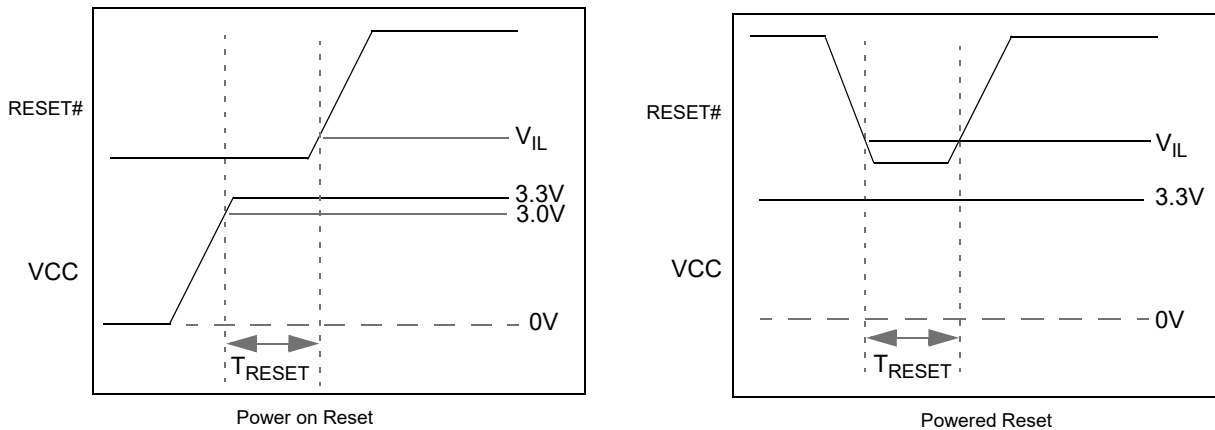 RESET#
V_IL
3.3V
3.0V
VCC
0V
T_RESET
Power on Reset
RESET#
V_IL
3.3V
VCC
0V
T_RESET
Powered Reset